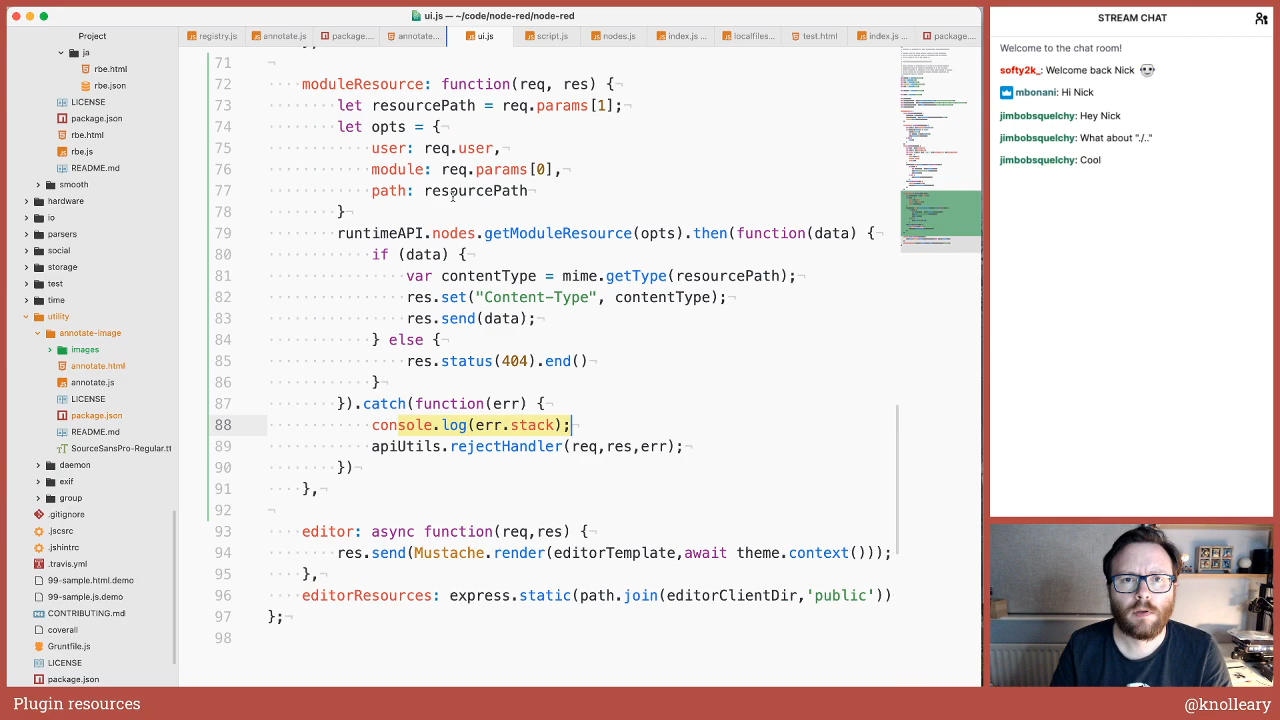 ui.js — ~/code/node-red/node-red
Project
registry.js
annotate.js
package....
annotate...
ui.js
script.js
nodes.js
index.js ...
localfiles...
test.html
index.js ...
package....
ja
rbe.html
rbe.json
LICENSE
package.json
rbe.html
rbe.js
README.md
smooth
hardware
io
parsers
social
storage
test
time
utility
annotate-image
images
annotate.html
annotate.js
LICENSE
package.json
README.md
SourceSansPro-Regular.tt
daemon
exif
group
.gitignore
.jscsrc
.jshintrc
.travis.yml
99-sample.html.demo
99-sample.js.demo
CONTRIBUTING.md
coverall
Gruntfile.js
LICENSE
package.json
moduleResource: function(req, res) {
let resourcePath = req.params[1];
74 let opts = {
user: req.user,
module: req.params[0],
path: resourcePath
}
runtimeAPI.nodes.getModuleResource(opts).then(function(data) {
80 if (data) {
81 var contentType = mime.getType(resourcePath);
82 res.set("Content-Type", contentType);
83 res.send(data);
84 } else {
85 res.status(404).end()
86 }
87 }).catch(function(err) {
88 console.log(err.stack);
89 apiUtils.rejectHandler(req,res,err);
90 })
91 },
92
93 editor: async function(req,res) {
94 res.send(Mustache.render(editorTemplate,await theme.context()));
95 },
96 editorResources: express.static(path.join(editorClientDir,'public'))
97 };
98
STREAM CHAT
Welcome to the chat room!
softy2k_: Welcome back Nick
mbonani: Hi Nick
jimbobsquelchy: Hey Nick
jimbobsquelchy: What about "./.."
jimbobsquelchy: Cool
Plugin resources
@knolleary